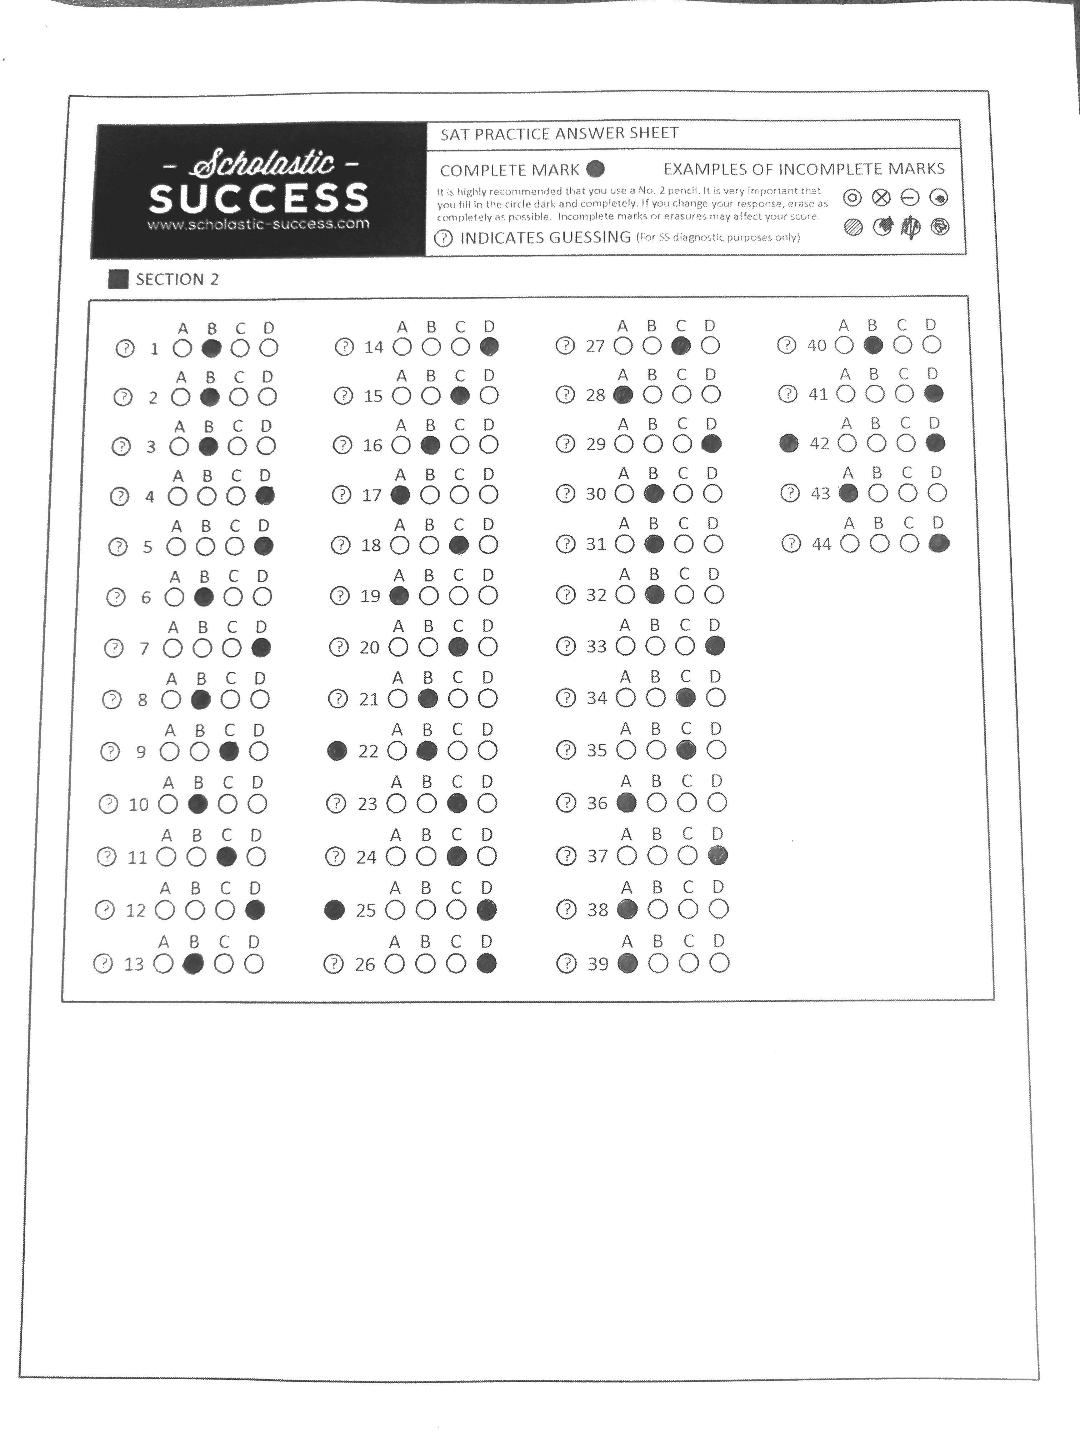 - Scholastic -
SUCCESS
www.scholastic-success.com
SAT PRACTICE ANSWER SHEET
COMPLETE MARK EXAMPLES OF INCOMPLETE MARKS
It is highly recommended that you use a No. 2 pencil. It is very important that
you fill in the circle dark and completely. If you change your response, erase as
completely as possible. Incomplete marks or erasures may affect your score.
? INDICATES GUESSING (For SS diagnostic purposes only)
SECTION 2
A B C D
? 1
A B C D
? 2
A B C D
? 3
A B C D
? 4
A B C D
? 5
A B C D
? 6
A B C D
? 7
A B C D
? 8
A B C D
? 9
A B C D
? 10
A B C D
? 11
A B C D
? 12
A B C D
? 13
A B C D
? 14
A B C D
? 15
A B C D
? 16
A B C D
? 17
A B C D
? 18
A B C D
? 19
A B C D
? 20
A B C D
? 21
A B C D
22
A B C D
? 23
A B C D
? 24
A B C D
25
A B C D
? 26
A B C D
? 27
A B C D
? 28
A B C D
? 29
A B C D
? 30
A B C D
? 31
A B C D
? 32
A B C D
? 33
A B C D
? 34
A B C D
? 35
A B C D
? 36
A B C D
? 37
A B C D
? 38
A B C D
? 39
A B C D
? 40
A B C D
? 41
A B C D
42
A B C D
? 43
A B C D
? 44